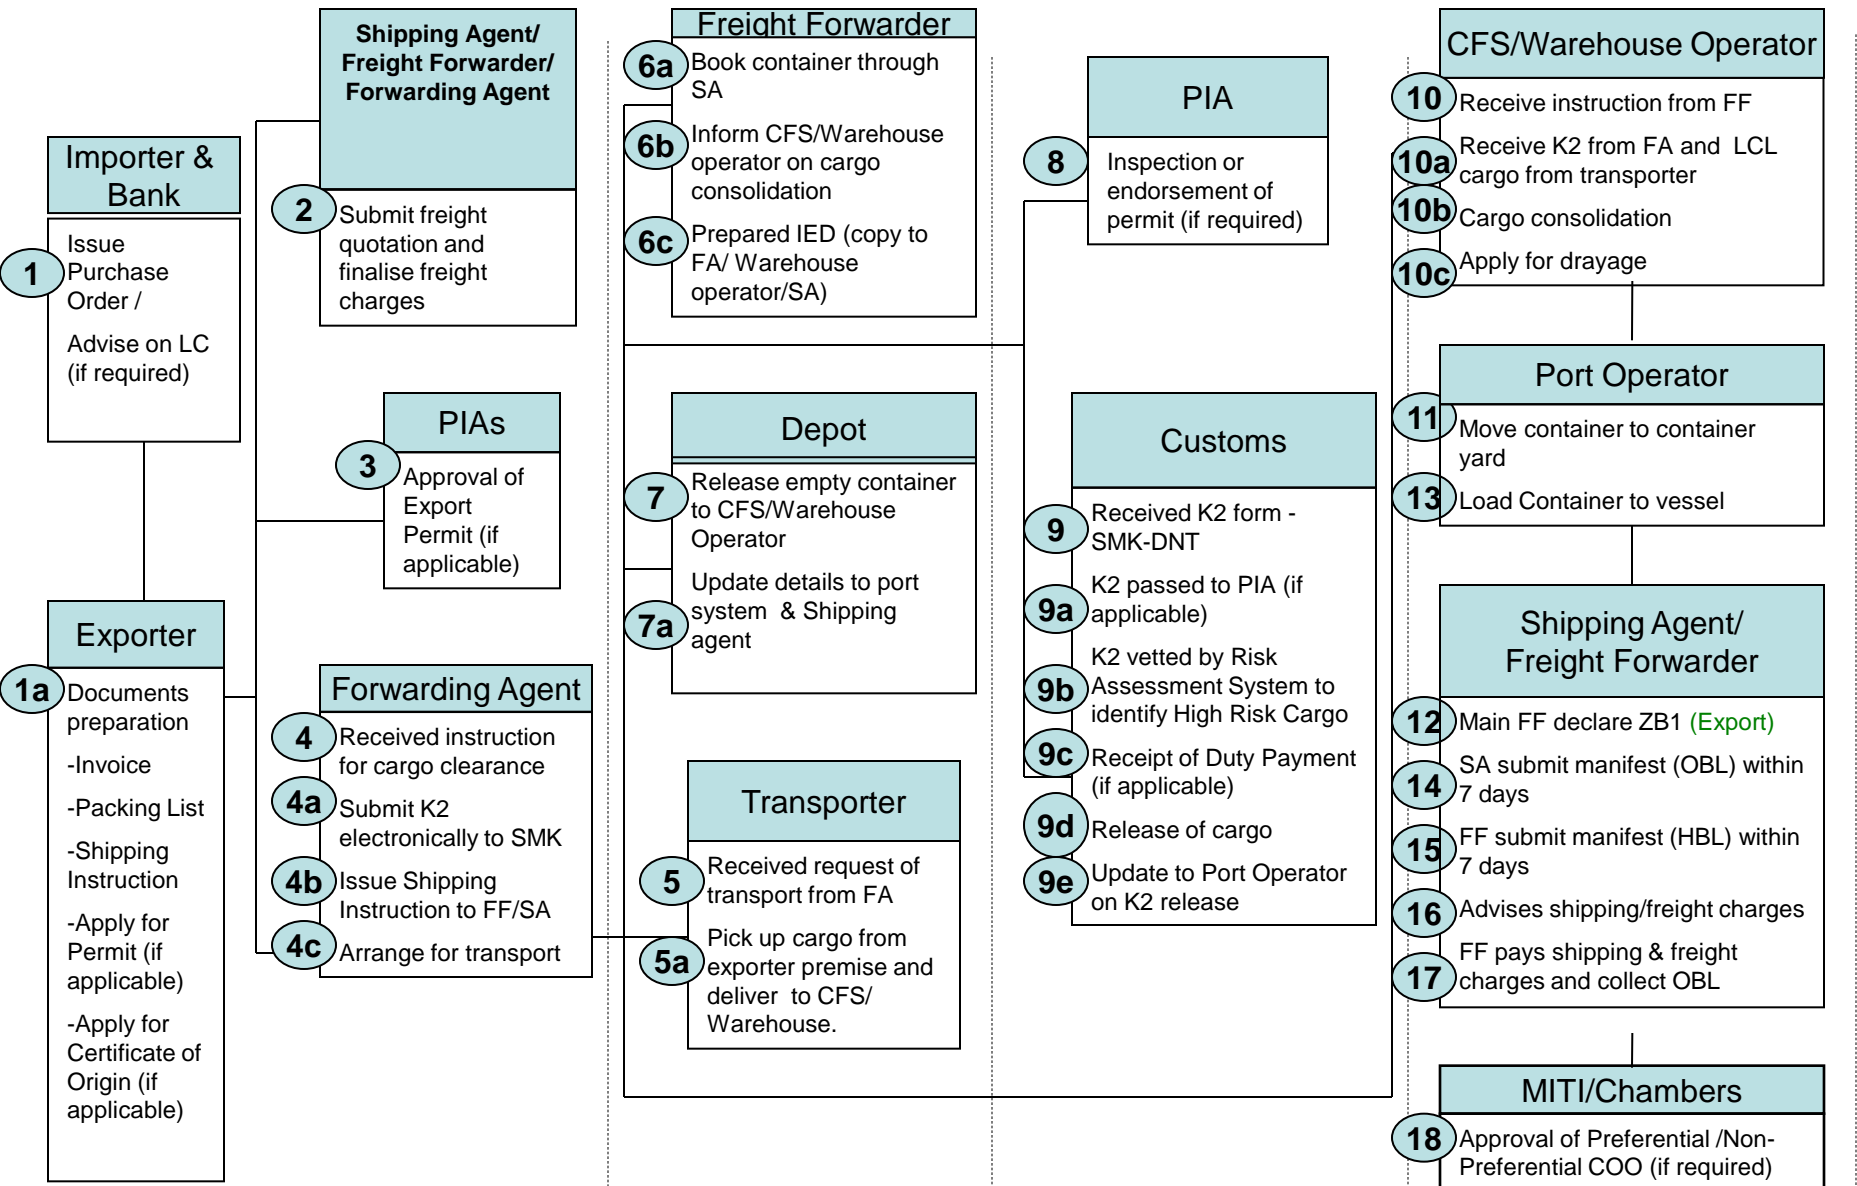 Importer &
Bank
1
Issue
Purchase
Order /
Advise on LC
(if required)
Exporter
1a
Documents
preparation
-Invoice
-Packing List
-Shipping
Instruction
-Apply for
Permit (if
applicable)
-Apply for
Certificate of
Origin (if
applicable)
Shipping Agent/
Freight Forwarder/
Forwarding Agent
2
Submit freight
quotation and
finalise freight
charges
PIAs
3
Approval of
Export
Permit (if
applicable)
Forwarding Agent
4
Received instruction
for cargo clearance
4a
Submit K2
electronically to SMK
4b
Issue Shipping
Instruction to FF/SA
4c
Arrange for transport
Freight Forwarder
6a
Book container through
SA
6b
Inform CFS/Warehouse
operator on cargo
consolidation
6c
Prepared IED (copy to
FA/ Warehouse
operator/SA)
Depot
7
Release empty container
to CFS/Warehouse
Operator
7a
Update details to port
system & Shipping
agent
Transporter
5
Received request of
transport from FA
5a
Pick up cargo from
exporter premise and
deliver to CFS/
Warehouse.
PIA
8
Inspection or
endorsement of
permit (if required)
Customs
9
Received K2 form -
SMK-DNT
9a
K2 passed to PIA (if
applicable)
9b
K2 vetted by Risk
Assessment System to
identify High Risk Cargo
9c
Receipt of Duty Payment
(if applicable)
9d
Release of cargo
9e
Update to Port Operator
on K2 release
CFS/Warehouse Operator
10
Receive instruction from FF
10a
Receive K2 from FA and LCL
cargo from transporter
10b
Cargo consolidation
10c
Apply for drayage
Port Operator
11
Move container to container
yard
13
Load Container to vessel
Shipping Agent/
Freight Forwarder
12
Main FF declare ZB1 (Export)
14
SA submit manifest (OBL) within
7 days
15
FF submit manifest (HBL) within
7 days
16
Advises shipping/freight charges
17
FF pays shipping & freight
charges and collect OBL
MITI/Chambers
18
Approval of Preferential /Non-
Preferential COO (if required)